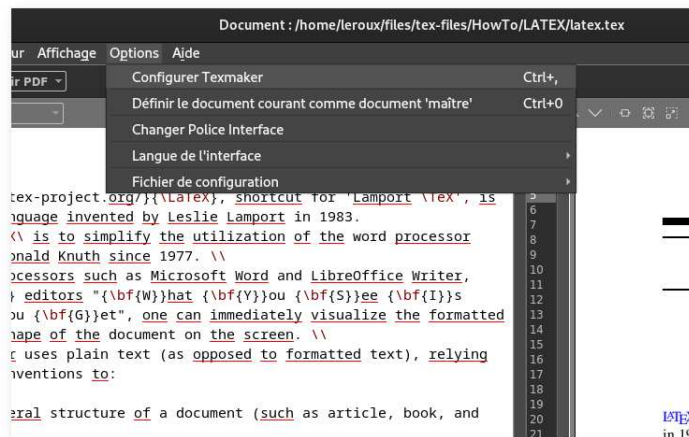 Document : /home/leroux/files/tex-files/HowTo/LATEX/latex.tex
ur Affichage Options Aide
ir PDF
Configurer Texmaker Ctrl+,
Définir le document courant comme document 'maître' Ctrl+0
Changer Police Interface
Langue de l'interface
Fichier de configuration
tex-project.org/}{\LaTeX}, shortcut for 'Lamport \TeX', is
nguage invented by Leslie Lamport in 1983.
X\ is to simplify the utilization of the word processor
onald Knuth since 1977. \\
ocessors such as Microsoft Word and LibreOffice Writer,
} editors "{\bf{W}}hat {\bf{Y}}ou {\bf{S}}ee {\bf{I}}s
ou {\bf{G}}et", one can immediately visualize the formatted
hape of the document on the screen. \\
r uses plain text (as opposed to formatted text), relying
nventions to:
eral structure of a document (such as article, book, and
5
6
7
8
9
10
11
12
13
14
15
16
17
18
19
20
21
LATEX
in 19